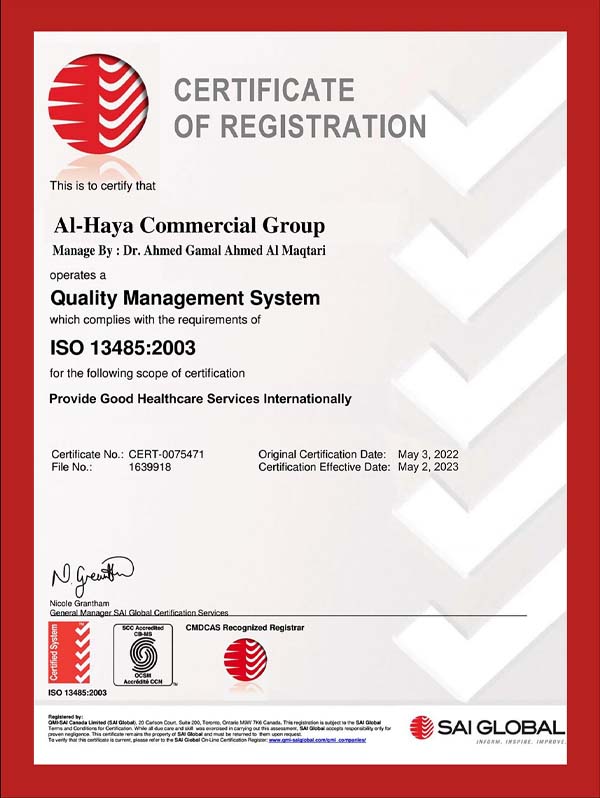 CERTIFICATE
OF REGISTRATION
This is to certify that
Al-Haya Commercial Group
Manage By : Dr. Ahmed Gamal Ahmed Al Maqtari
operates a
Quality Management System
which complies with the requirements of
ISO 13485:2003
for the following scope of certification
Provide Good Healthcare Services Internationally
Certificate No.: CERT-0075471 Original Certification Date: May 3, 2022
File No.: 1639918 Certification Effective Date: May 2, 2023
N. Grantham
Nicole Grantham
General Manager SAI Global Certification Services
Certified System
ISO 13485:2003
SCC Accredited
CB-MS
OCSM
Accrédité CCN
CMDCAS Recognized Registrar
Registered by:
QMI-SAI Canada Limited (SAI Global), 20 Carlson Court, Suite 200, Toronto, Ontario M9W 7K6 Canada. This registration is subject to the SAI Global
Terms and Conditions for Certification. While all due care and skill was exercised in carrying out this assessment, SAI Global accepts responsibility only for
proven negligence. This certificate remains the property of SAI Global and must be returned to them upon request.
To verify that this certificate is current, please refer to the SAI Global On-Line Certification Register: www.qmi-saiglobal.com/qmi_companies/
SAI GLOBAL
INFORM. INSPIRE. IMPROVE.